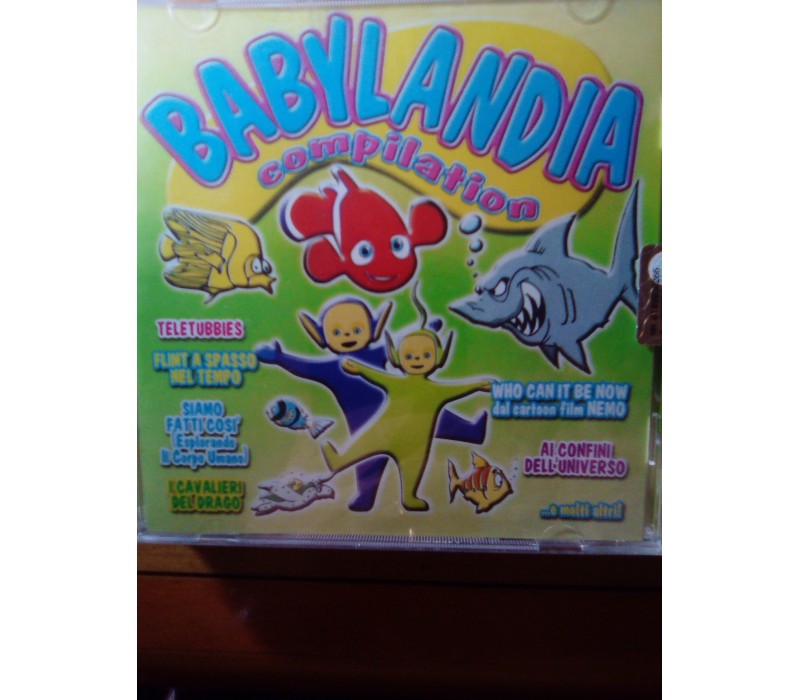 BABYLANDIA
compilation
TELETUBBIES
FLINT A SPASSO
NEL TEMPO
SIAMO
FATTI COSI'
(Esplorando
Il Corpo Umano)
I CAVALIERI
DEL DRAGO
WHO CAN IT BE NOW
dal cartoon film NEMO
AI CONFINI
DELL'UNIVERSO
...e molti altri!